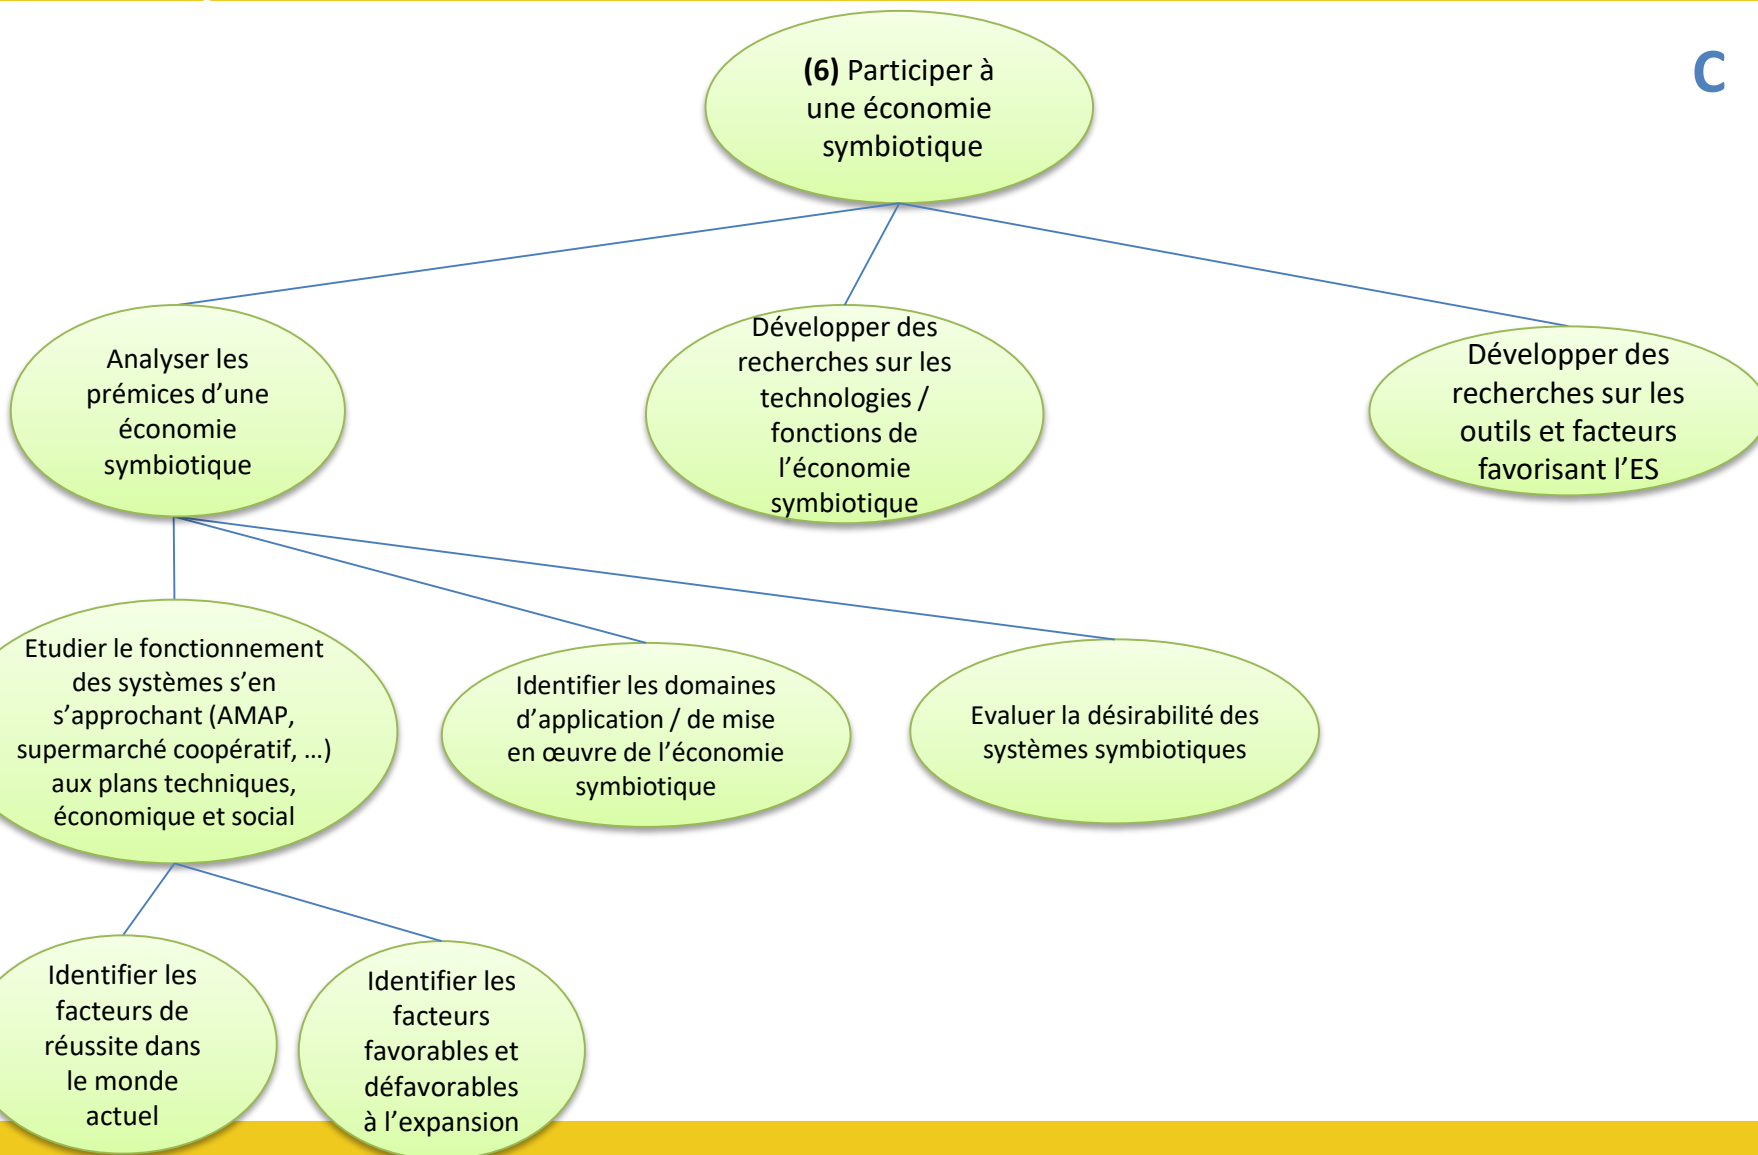 (6) Participer à
une économie
symbiotique
C
Analyser les
prémices d’une
économie
symbiotique
Développer des
recherches sur les
technologies /
fonctions de
l’économie
symbiotique
Développer des
recherches sur les
outils et facteurs
favorisant l’ES
Etudier le fonctionnement
des systèmes s’en
s’approchant (AMAP,
supermarché coopératif, …)
aux plans techniques,
économique et social
Identifier les domaines
d’application / de mise
en œuvre de l’économie
symbiotique
Evaluer la désirabilité des
systèmes symbiotiques
Identifier les
facteurs de
réussite dans
le monde
actuel
Identifier les
facteurs
favorables et
défavorables
à l’expansion